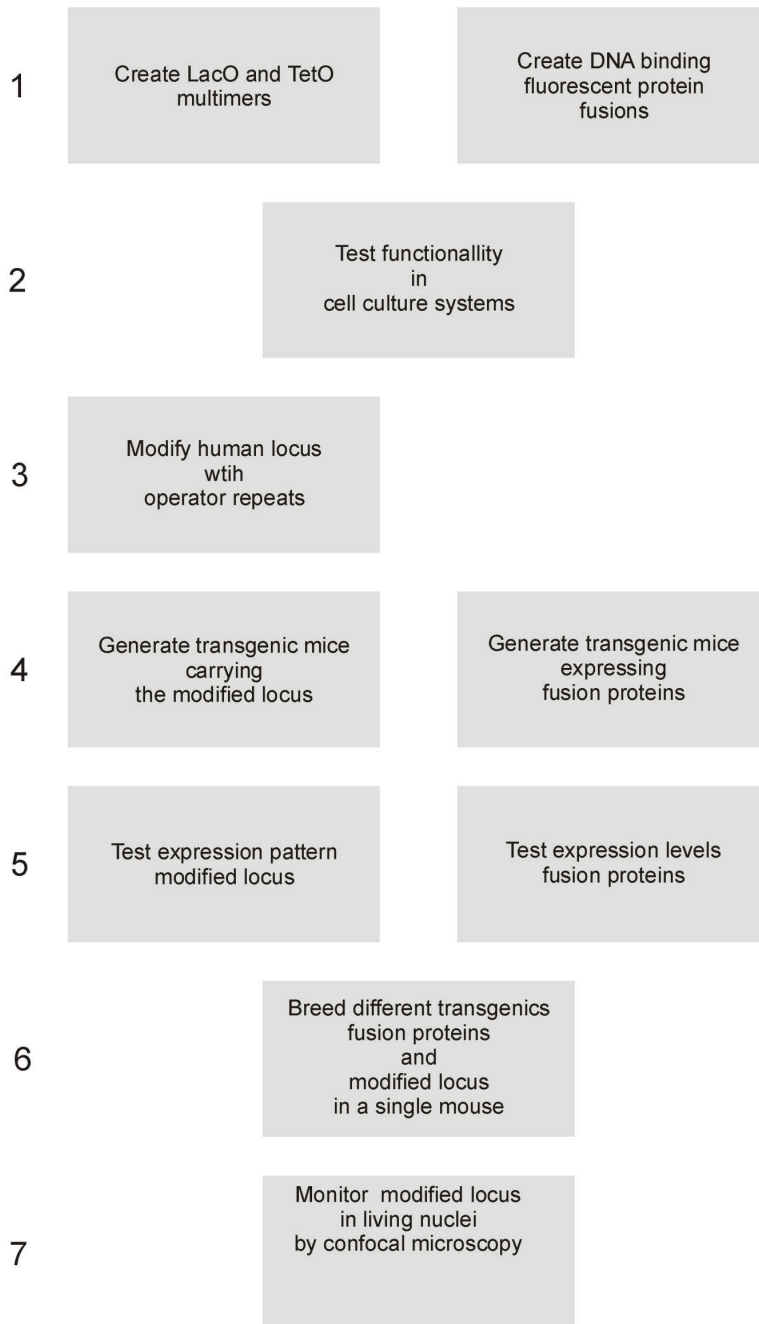 1
Create LacO and TetO
multimers
Create DNA binding
fluorescent protein
fusions
2
Test functionallity
in
cell culture systems
3
Modify human locus
wtih
operator repeats
4
Generate transgenic mice
carrying
the modified locus
Generate transgenic mice
expressing
fusion proteins
5
Test expression pattern
modified locus
Test expression levels
fusion proteins
6
Breed different transgenics
fusion proteins
and
modified locus
in a single mouse
7
Monitor modified locus
in living nuclei
by confocal microscopy